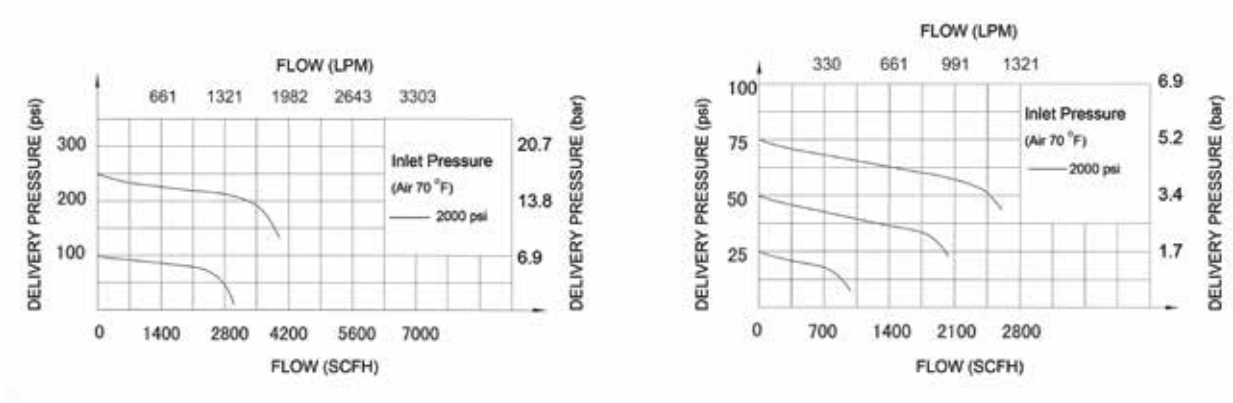 FLOW (LPM)
661 1321 1982 2643 3303
DELIVERY PRESSURE (psi)
300
200
100
Inlet Pressure
(Air 70 °F)
2000 psi
20.7
13.8
6.9
DELIVERY PRESSURE (bar)
0 1400 2800 4200 5600 7000
FLOW (SCFH)
FLOW (LPM)
330 661 991 1321
DELIVERY PRESSURE (psi)
100
75
50
25
Inlet Pressure
(Air 70 °F)
2000 psi
6.9
5.2
3.4
1.7
DELIVERY PRESSURE (bar)
0 700 1400 2100 2800
FLOW (SCFH)